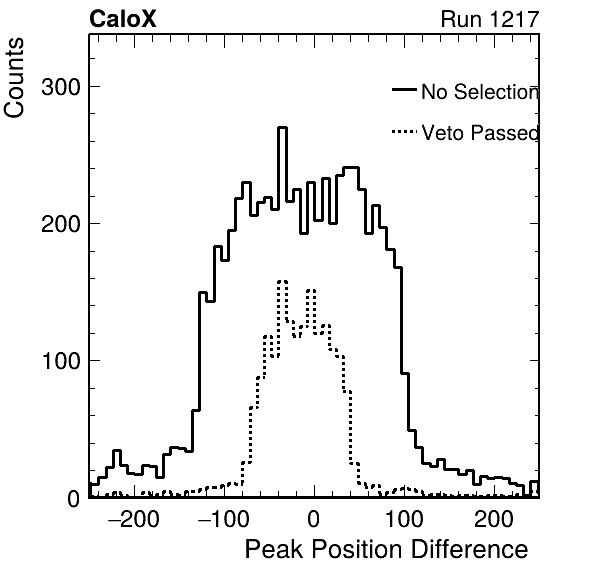 CaloX Run 1217
Counts
300
200
100
0
No Selection
Veto Passed
−200 −100 0 100 200
Peak Position Difference